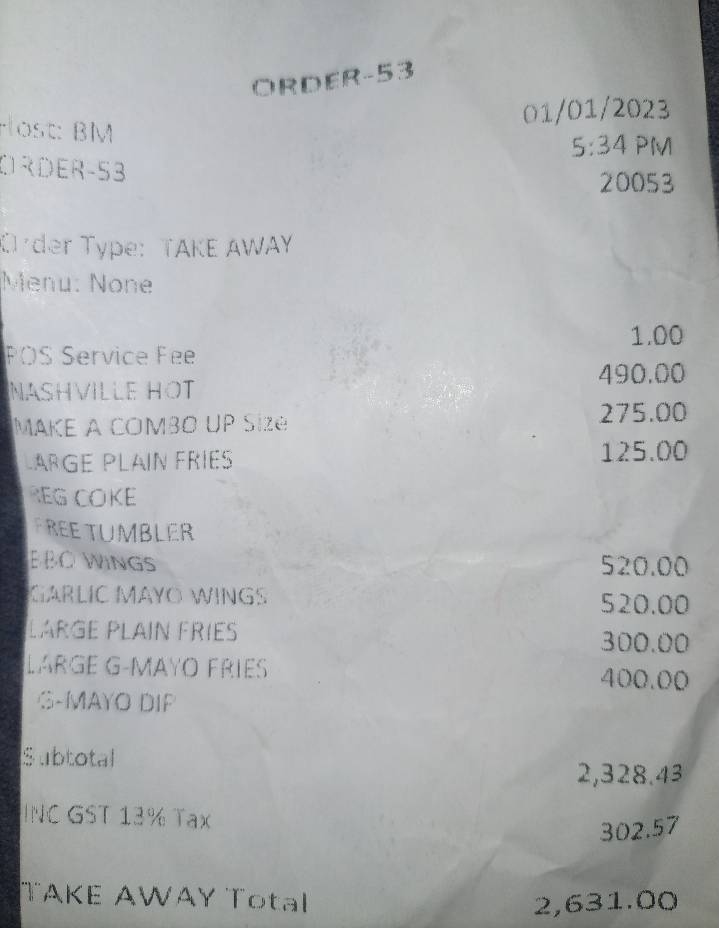 ORDER-53
Host: BM 01/01/2023
ORDER-53 5:34 PM
20053
Order Type: TAKE AWAY
Menu: None
POS Service Fee 1.00
NASHVILLE HOT 490.00
MAKE A COMBO UP Size 275.00
LARGE PLAIN FRIES 125.00
REG COKE
FREE TUMBLER
BBQ WINGS 520.00
GARLIC MAYO WINGS 520.00
LARGE PLAIN FRIES 300.00
LARGE G-MAYO FRIES 400.00
G-MAYO DIP
Subtotal 2,328.43
INC GST 13% Tax 302.57
TAKE AWAY Total 2,631.00